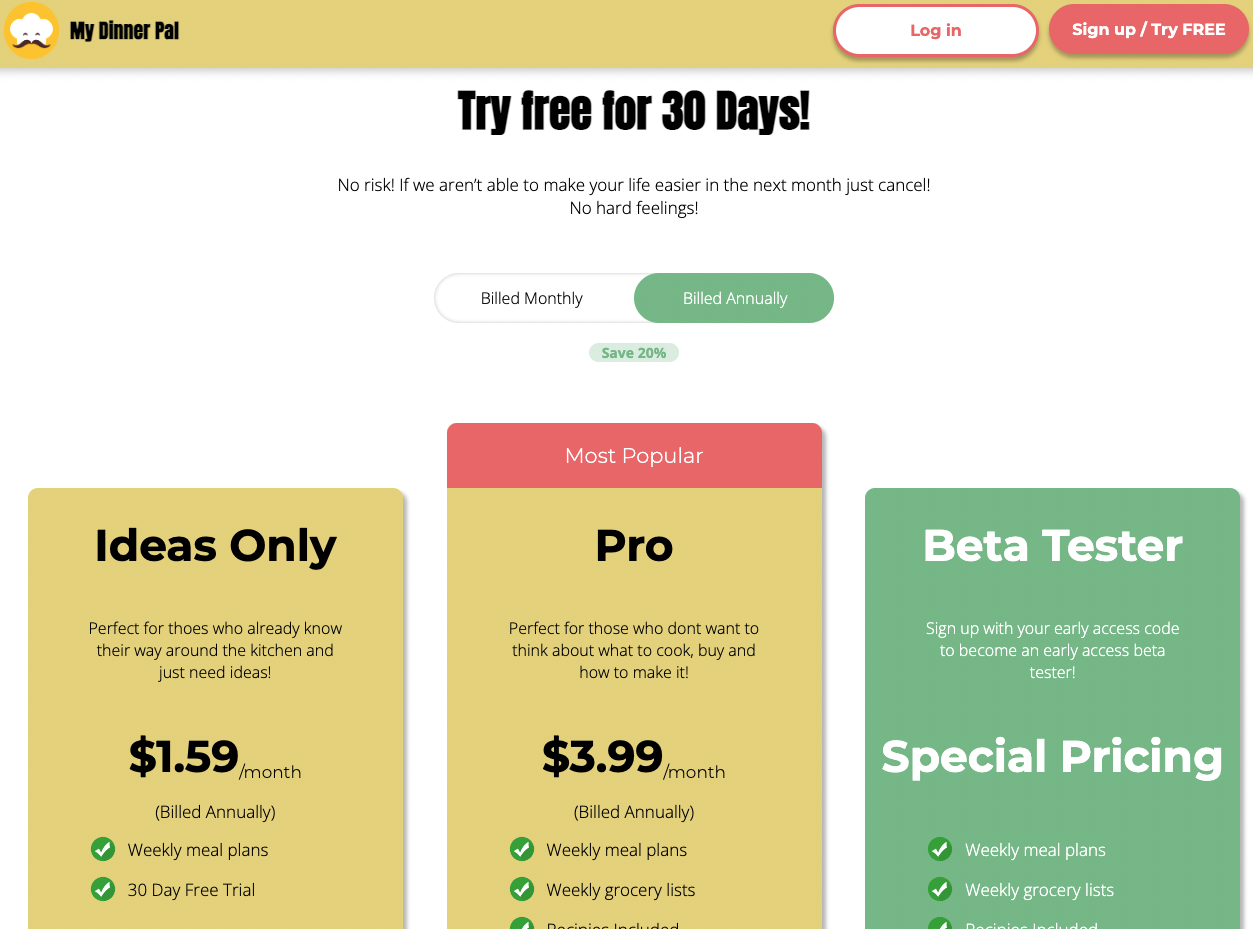 My Dinner Pal
Log in
Sign up / Try FREE
Try free for 30 Days!
No risk! If we aren’t able to make your life easier in the next month just cancel!
No hard feelings!
Billed Monthly
Billed Annually
Save 20%
Ideas Only
Perfect for thoes who already know
their way around the kitchen and
just need ideas!
$1.59/month
(Billed Annually)
Weekly meal plans
30 Day Free Trial
Most Popular
Pro
Perfect for those who dont want to
think about what to cook, buy and
how to make it!
$3.99/month
(Billed Annually)
Weekly meal plans
Weekly grocery lists
Recipies Included
Beta Tester
Sign up with your early access code
to become an early access beta
tester!
Special Pricing
Weekly meal plans
Weekly grocery lists
Recipies Included